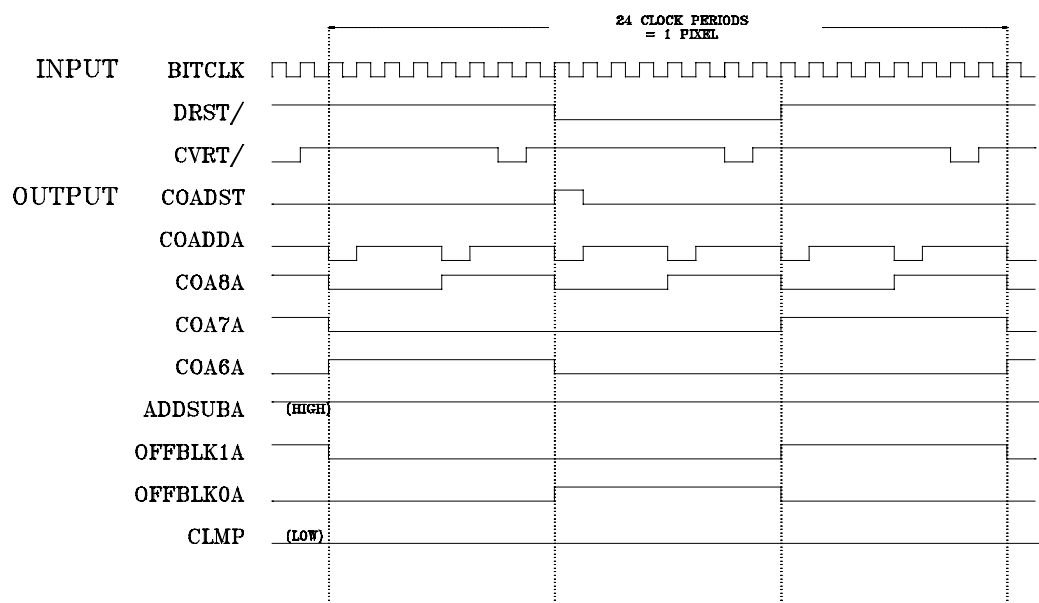 24 CLOCK PERIODS
= 1 PIXEL
INPUT BITCLK
DRST/
CVRT/
OUTPUT COADST
COADDA
COA8A
COA7A
COA6A
ADDSUBA (HIGH)
OFFBLK1A
OFFBLK0A
CLMP (LOW)